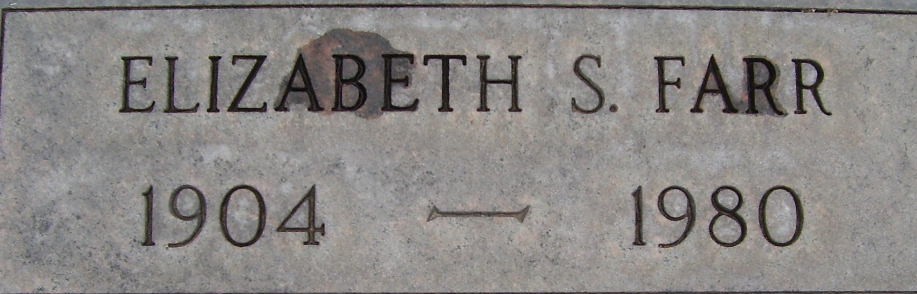 ELIZABETH S. FARR
1904 — 1980